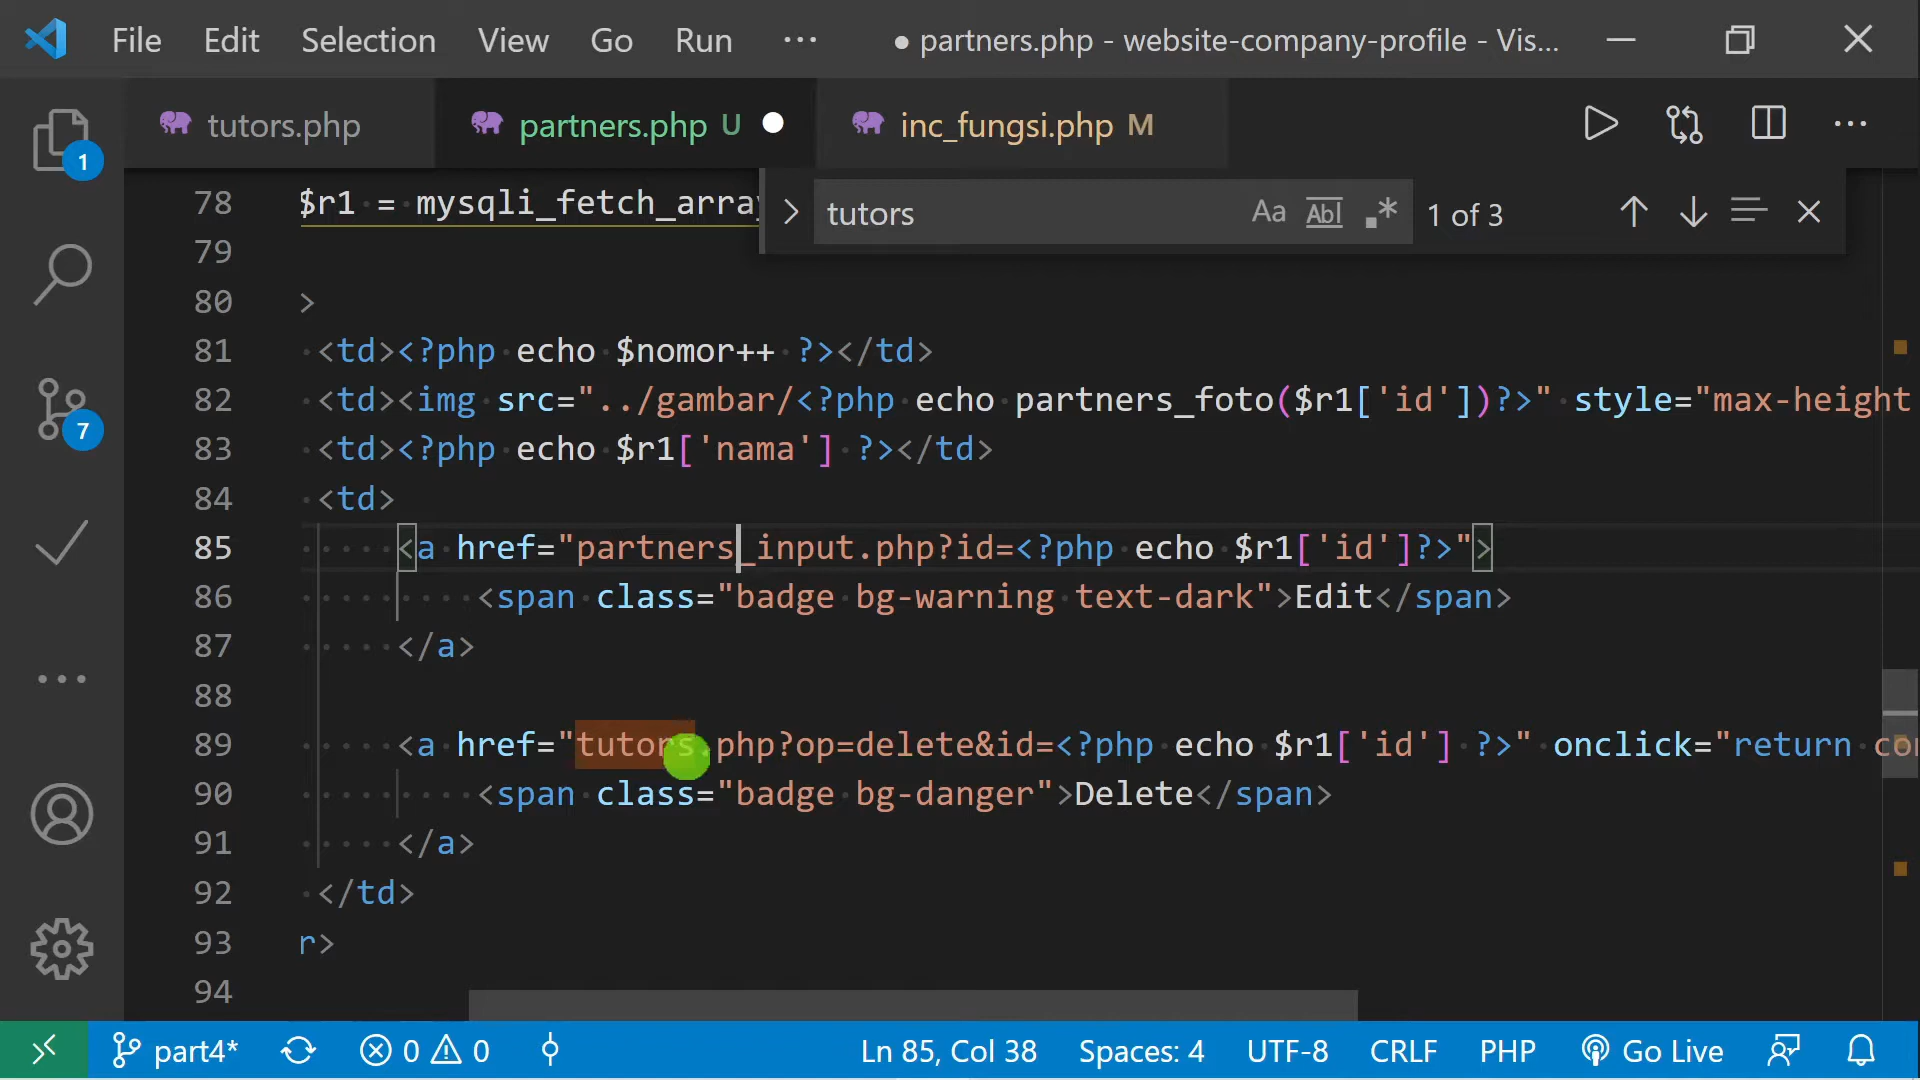 File Edit Selection View Go Run ··· ● partners.php - website-company-profile - Vis...
tutors.php partners.php U inc_fungsi.php M
1
tutors Aa Abl .* 1 of 3
78 $r1 = mysqli_fetch_array
79
80 >
81 <td><?php echo $nomor++ ?></td>
82 <td><img src="../gambar/<?php echo partners_foto($r1['id'])?>" style="max-height
83 <td><?php echo $r1['nama'] ?></td>
84 <td>
85 <a href="partners_input.php?id=<?php echo $r1['id']?>">
86 <span class="badge bg-warning text-dark">Edit</span>
87 </a>
88
89 <a href="tutors.php?op=delete&id=<?php echo $r1['id'] ?>" onclick="return co
90 <span class="badge bg-danger">Delete</span>
91 </a>
92 </td>
93 r>
94
7
part4* 0 0 Ln 85, Col 38 Spaces: 4 UTF-8 CRLF PHP Go Live